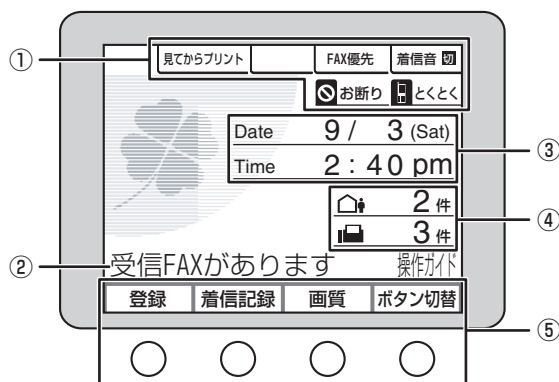 ①
見てからプリント FAX優先 着信音 切
お断り とくとく
Date 9 / 3 (Sat)
③
Time 2 : 40 pm
2 件
④
3 件
②
受信FAXがあります 操作ガイド
登録 着信記録 画質 ボタン切替
⑤